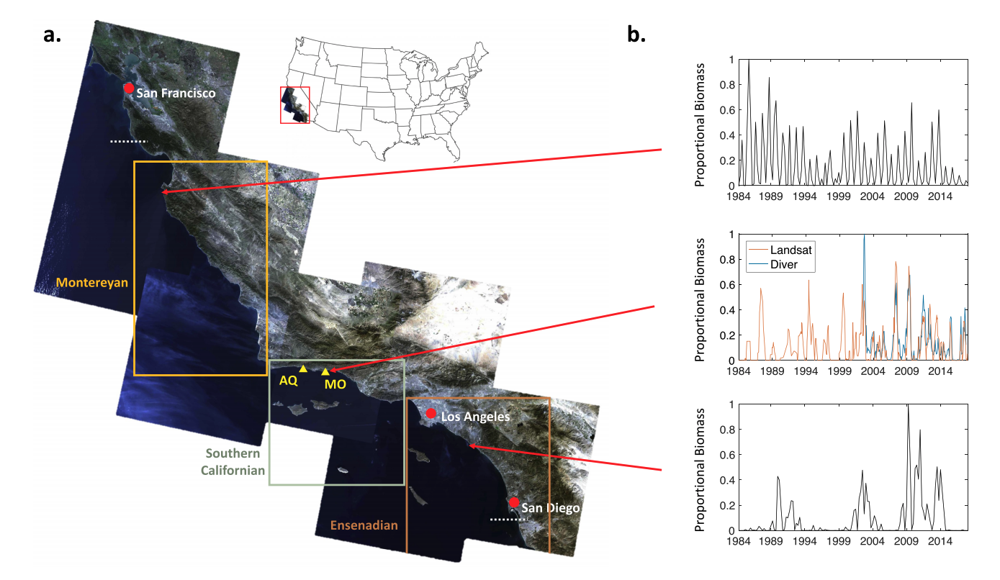 a.
San Francisco
Montereyan
AQ
MO
Los Angeles
Southern
Californian
San Diego
Ensenadian
b.
Proportional Biomass
1
0.8
0.6
0.4
0.2
0
1984 1989 1994 1999 2004 2009 2014
Proportional Biomass
1
0.8
0.6
0.4
0.2
0
Landsat
Diver
1984 1989 1994 1999 2004 2009 2014
Proportional Biomass
1
0.8
0.6
0.4
0.2
0
1984 1989 1994 1999 2004 2009 2014